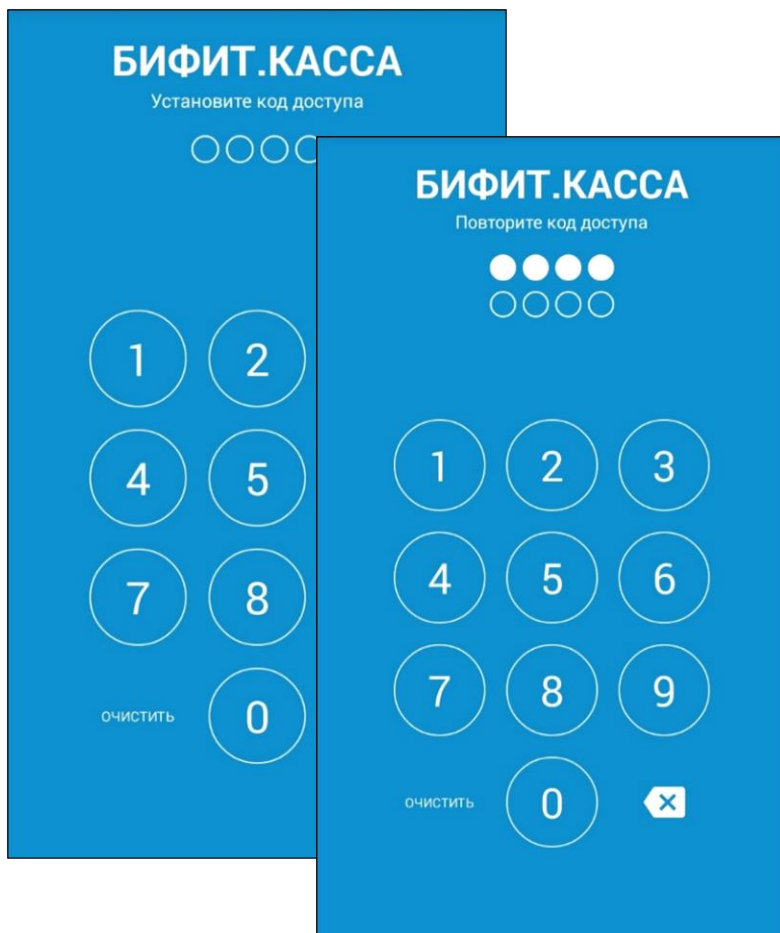 БИФИТ.КАССА
Установите код доступа
1 2
4 5
7 8
ОЧИСТИТЬ 0
БИФИТ.КАССА
Повторите код доступа
1 2 3
4 5 6
7 8 9
ОЧИСТИТЬ 0